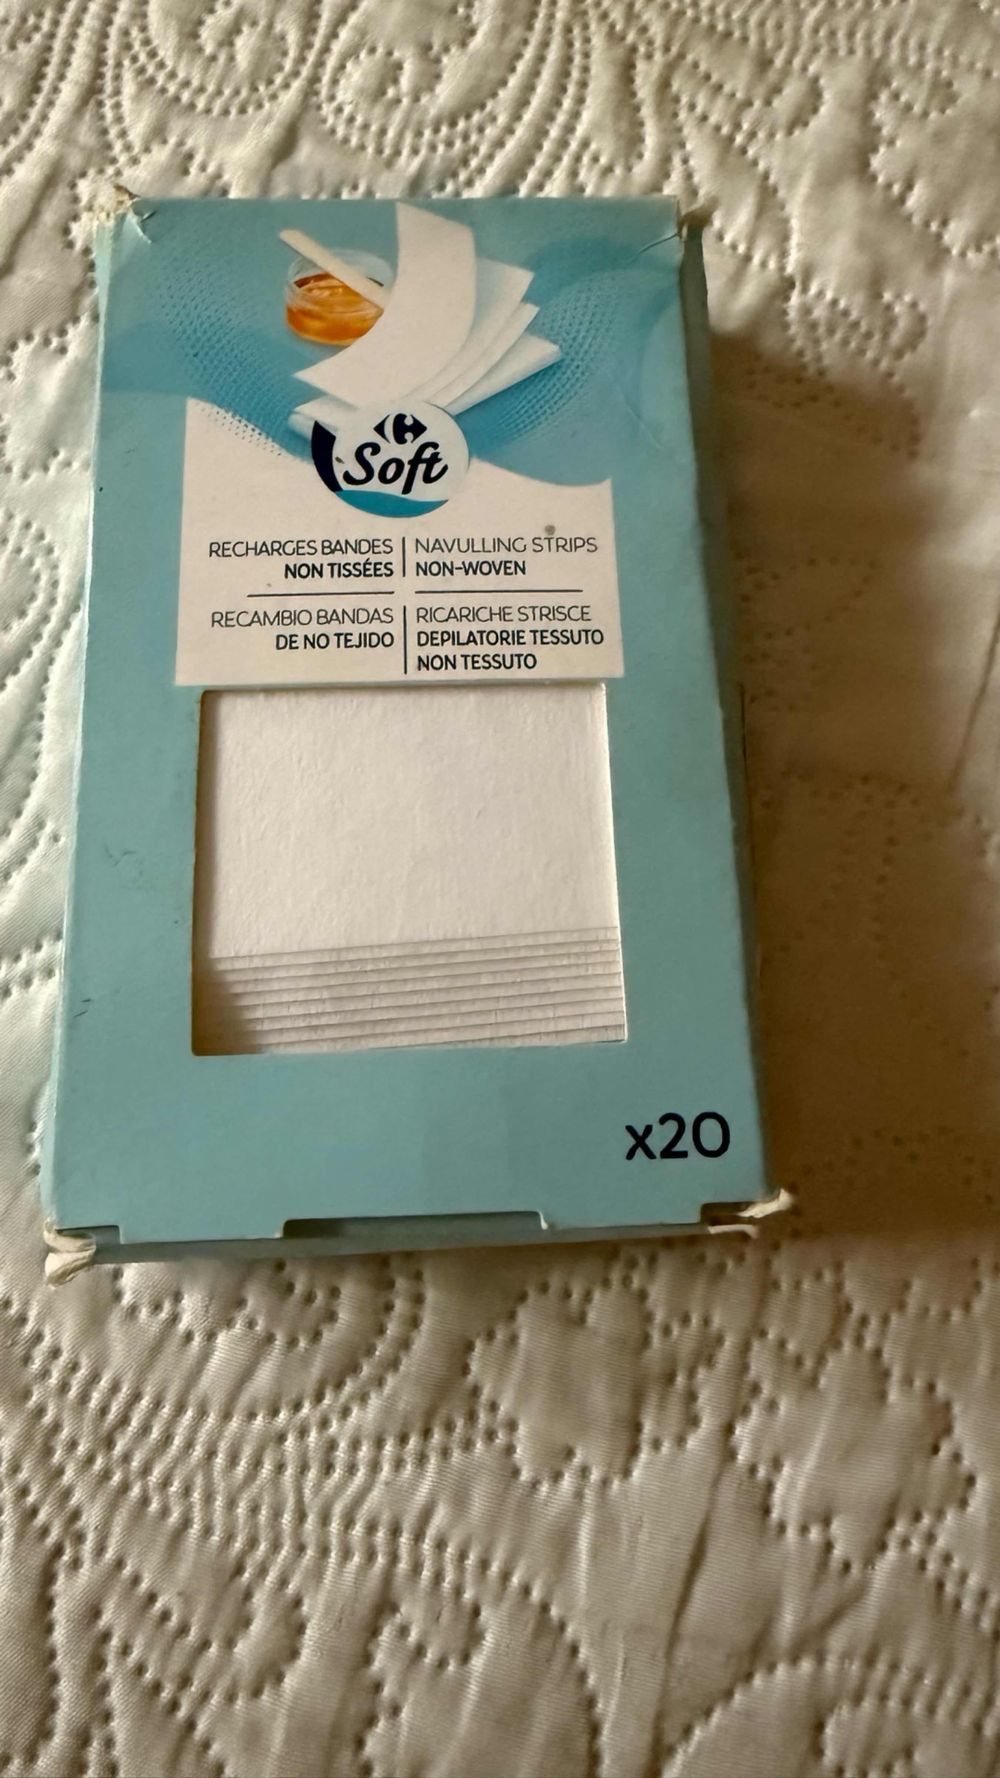 Soft
RECHARGES BANDES
NON TISSÉES
NAVULLING STRIPS
NON-WOVEN
RECAMBIO BANDAS
DE NO TEJIDO
RICARICHE STRISCE
DEPILATORIE TESSUTO
NON TESSUTO
x20